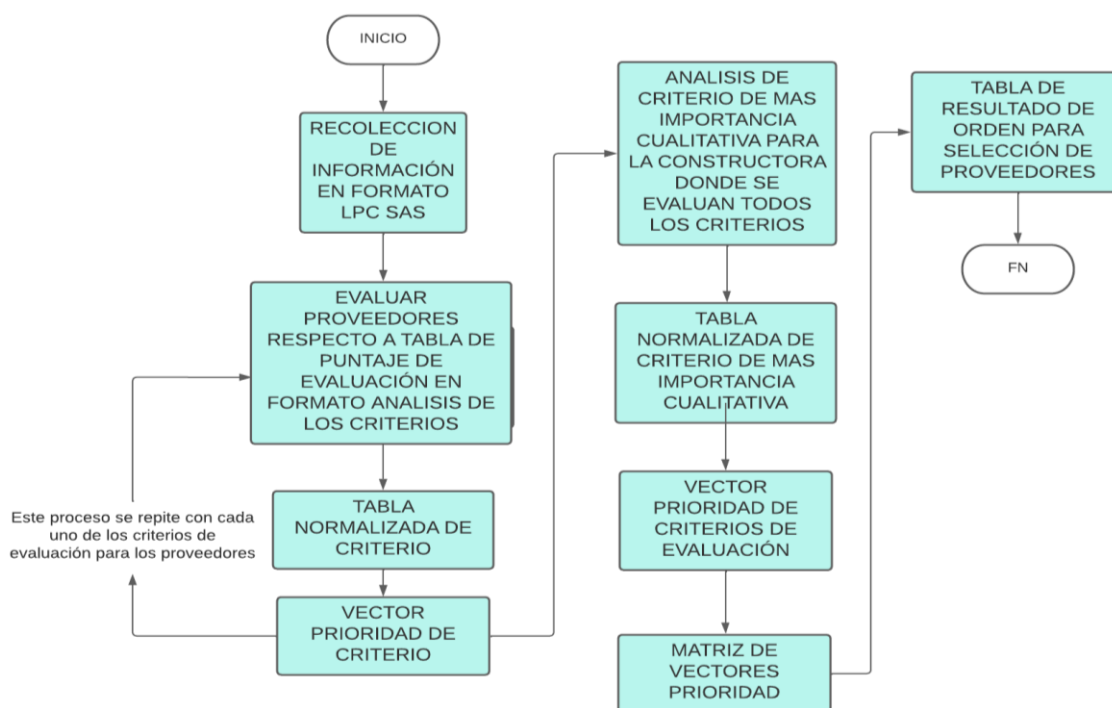 INICIO
RECOLECCION
DE
INFORMACIÓN
EN FORMATO
LPC SAS
EVALUAR
PROVEEDORES
RESPECTO A TABLA DE
PUNTAJE DE
EVALUACIÓN EN
FORMATO ANALISIS DE
LOS CRITERIOS
TABLA
NORMALIZADA DE
CRITERIO
VECTOR
PRIORIDAD DE
CRITERIO
Este proceso se repite con cada
uno de los criterios de
evaluación para los proveedores
ANALISIS DE
CRITERIO DE MAS
IMPORTANCIA
CUALITATIVA PARA
LA CONSTRUCTORA
DONDE SE
EVALUAN TODOS
LOS CRITERIOS
TABLA
NORMALIZADA DE
CRITERIO DE MAS
IMPORTANCIA
CUALITATIVA
VECTOR
PRIORIDAD DE
CRITERIOS DE
EVALUACIÓN
MATRIZ DE
VECTORES
PRIORIDAD
TABLA DE
RESULTADO DE
ORDEN PARA
SELECCIÓN DE
PROVEEDORES
FN